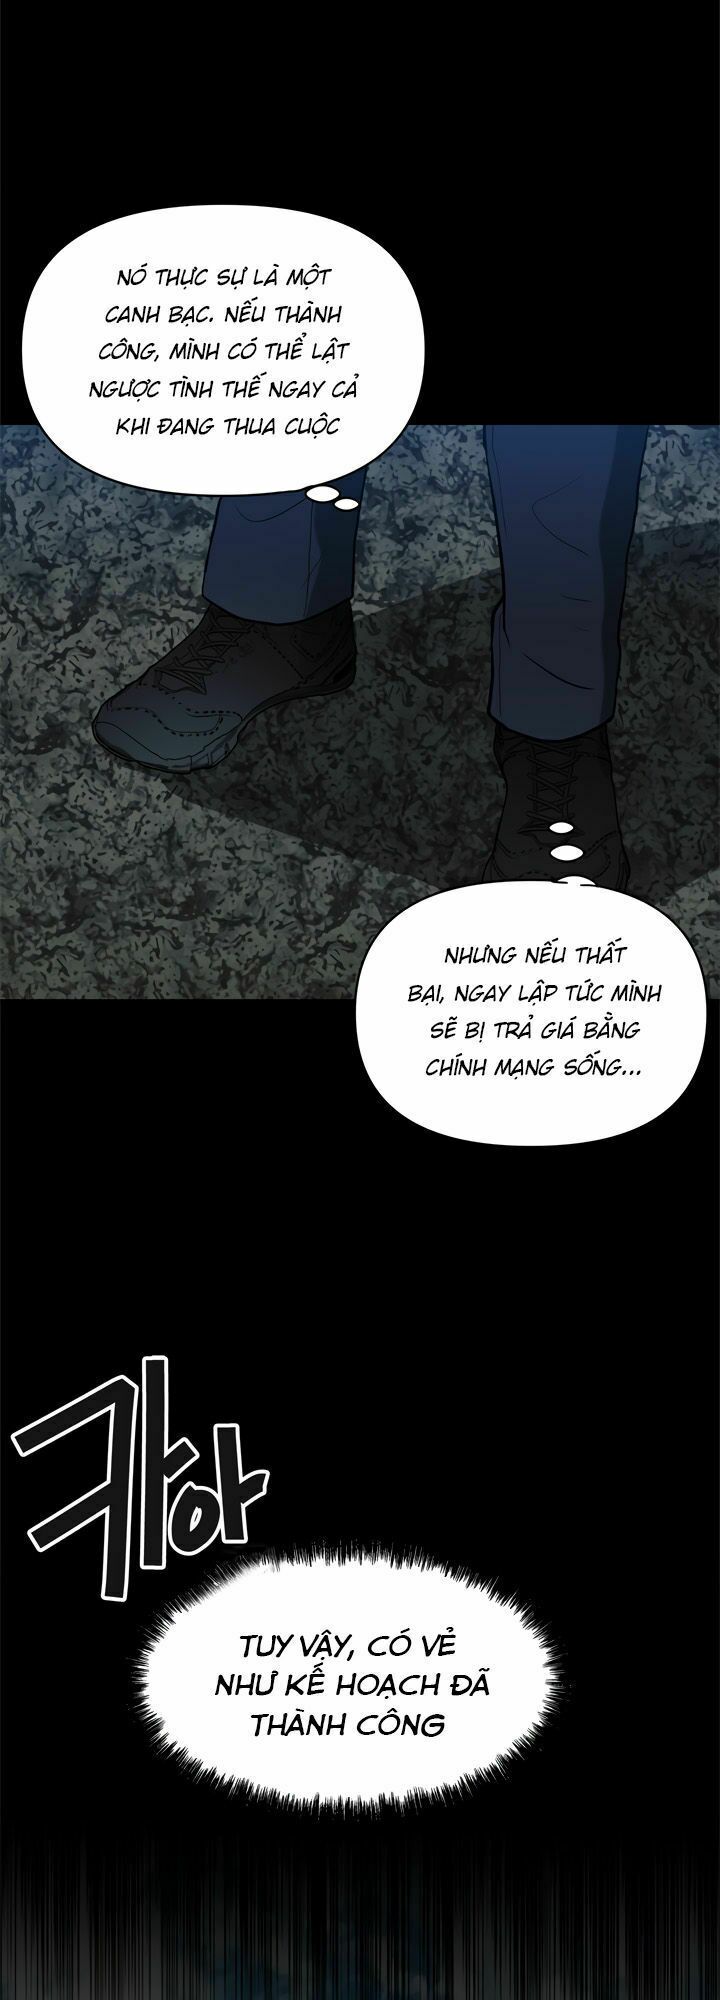 NÓ THỰC SỰ LÀ MỘT
CANH BẠC. NẾU THÀNH
CÔNG, MÌNH CÓ THỂ LẬT
NGƯỢC TÌNH THẾ NGAY CẢ
KHI ĐANG THUA CUỘC
NHƯNG NẾU THẤT
BẠI, NGAY LẬP TỨC MÌNH
SẼ BỊ TRẢ GIÁ BẰNG
CHÍNH MẠNG SỐNG...
캬아
TUY VẬY, CÓ VẺ
NHƯ KẾ HOẠCH ĐÃ
THÀNH CÔNG